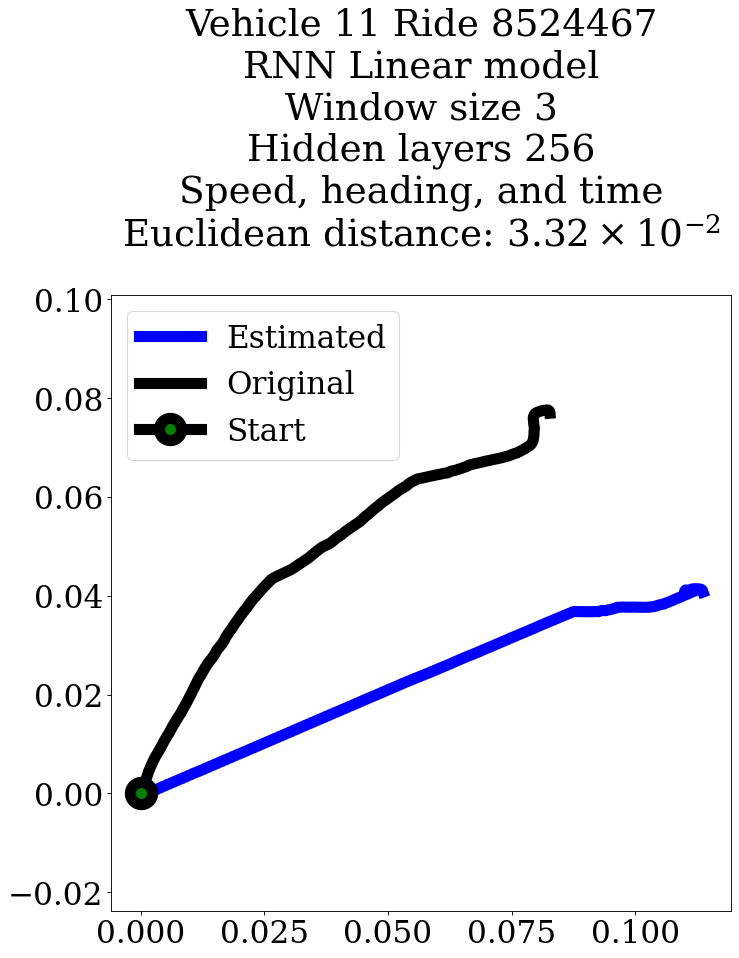 Vehicle 11 Ride 8524467
RNN Linear model
Window size 3
Hidden layers 256
Speed, heading, and time
Euclidean distance: 3.32 × 10⁻²
0.10
Estimated
Original
Start
0.08
0.06
0.04
0.02
0.00
−0.02
0.000 0.025 0.050 0.075 0.100